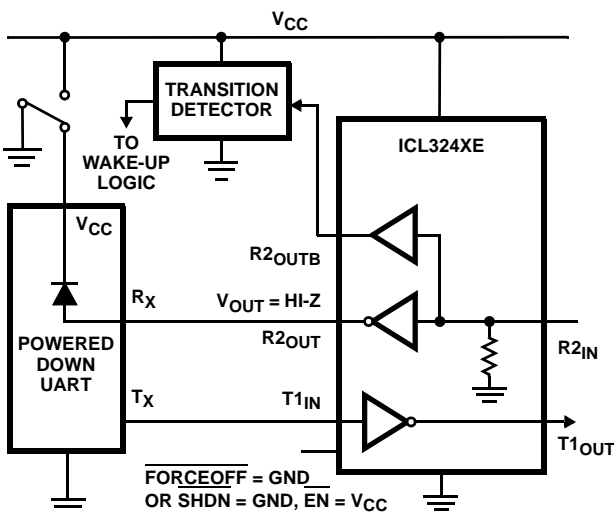 VCC
TRANSITION
DETECTOR
TO
WAKE-UP
LOGIC
ICL324XE
VCC
R2OUTB
RX
VOUT = HI-Z
R2OUT
R2IN
POWERED
DOWN
UART
TX
T1IN
T1OUT
FORCEOFF = GND
OR SHDN = GND, EN = VCC